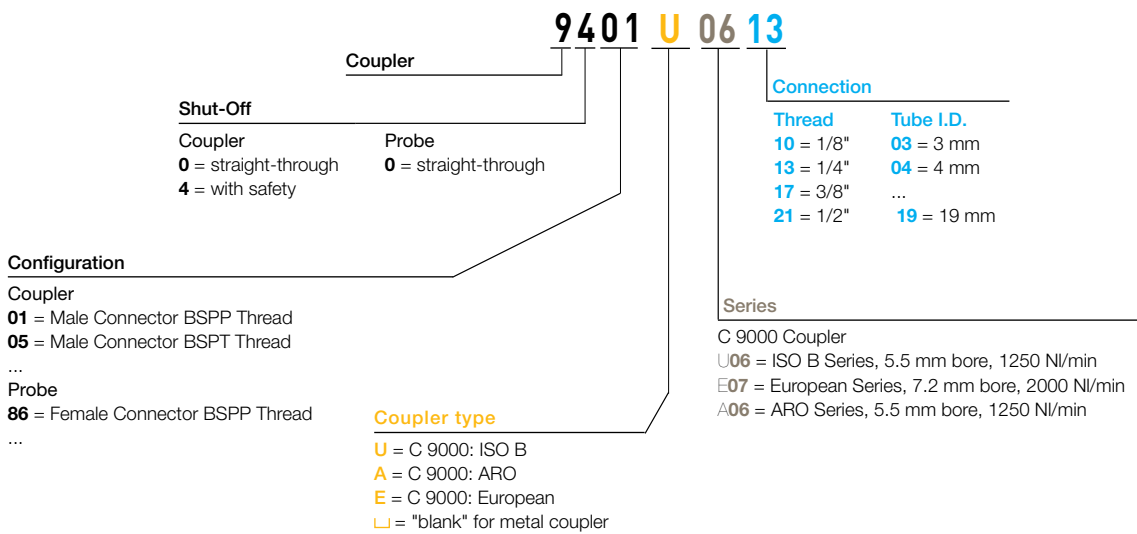 9401 U 06 13
Coupler
Shut-Off
Coupler Probe
0 = straight-through 0 = straight-through
4 = with safety
Connection
Thread Tube I.D.
10 = 1/8" 03 = 3 mm
13 = 1/4" 04 = 4 mm
17 = 3/8" ...
21 = 1/2" 19 = 19 mm
Configuration
Coupler
01 = Male Connector BSPP Thread
05 = Male Connector BSPT Thread
...
Probe
86 = Female Connector BSPP Thread
...
Series
C 9000 Coupler
U06 = ISO B Series, 5.5 mm bore, 1250 Nl/min
E07 = European Series, 7.2 mm bore, 2000 Nl/min
A06 = ARO Series, 5.5 mm bore, 1250 Nl/min
Coupler type
U = C 9000: ISO B
A = C 9000: ARO
E = C 9000: European
⎵ = "blank" for metal coupler